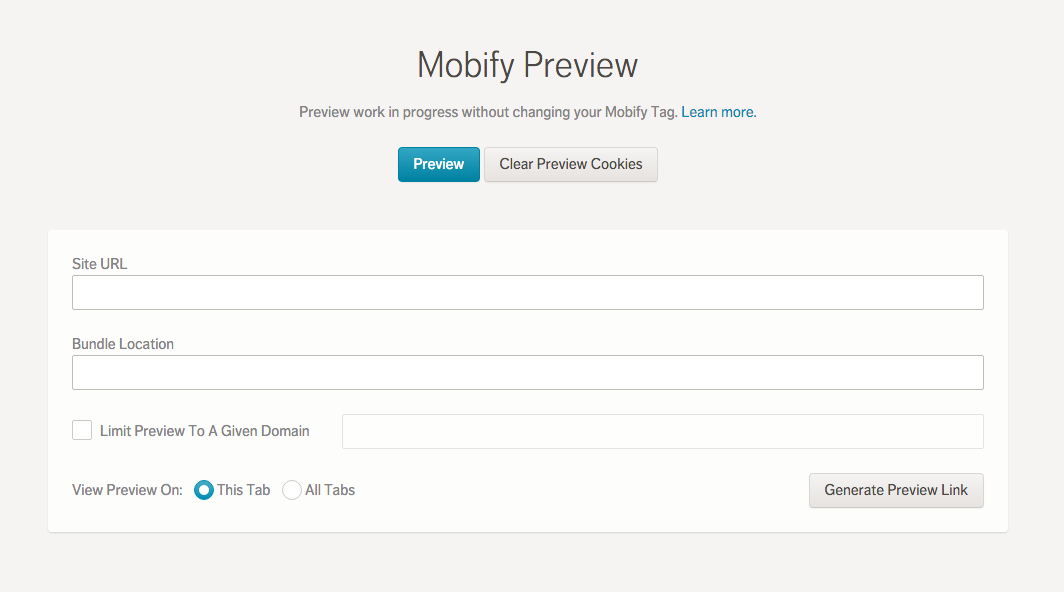 Mobify Preview
Preview work in progress without changing your Mobify Tag. Learn more.
Preview Clear Preview Cookies
Site URL
Bundle Location
Limit Preview To A Given Domain
View Preview On: This Tab All Tabs Generate Preview Link